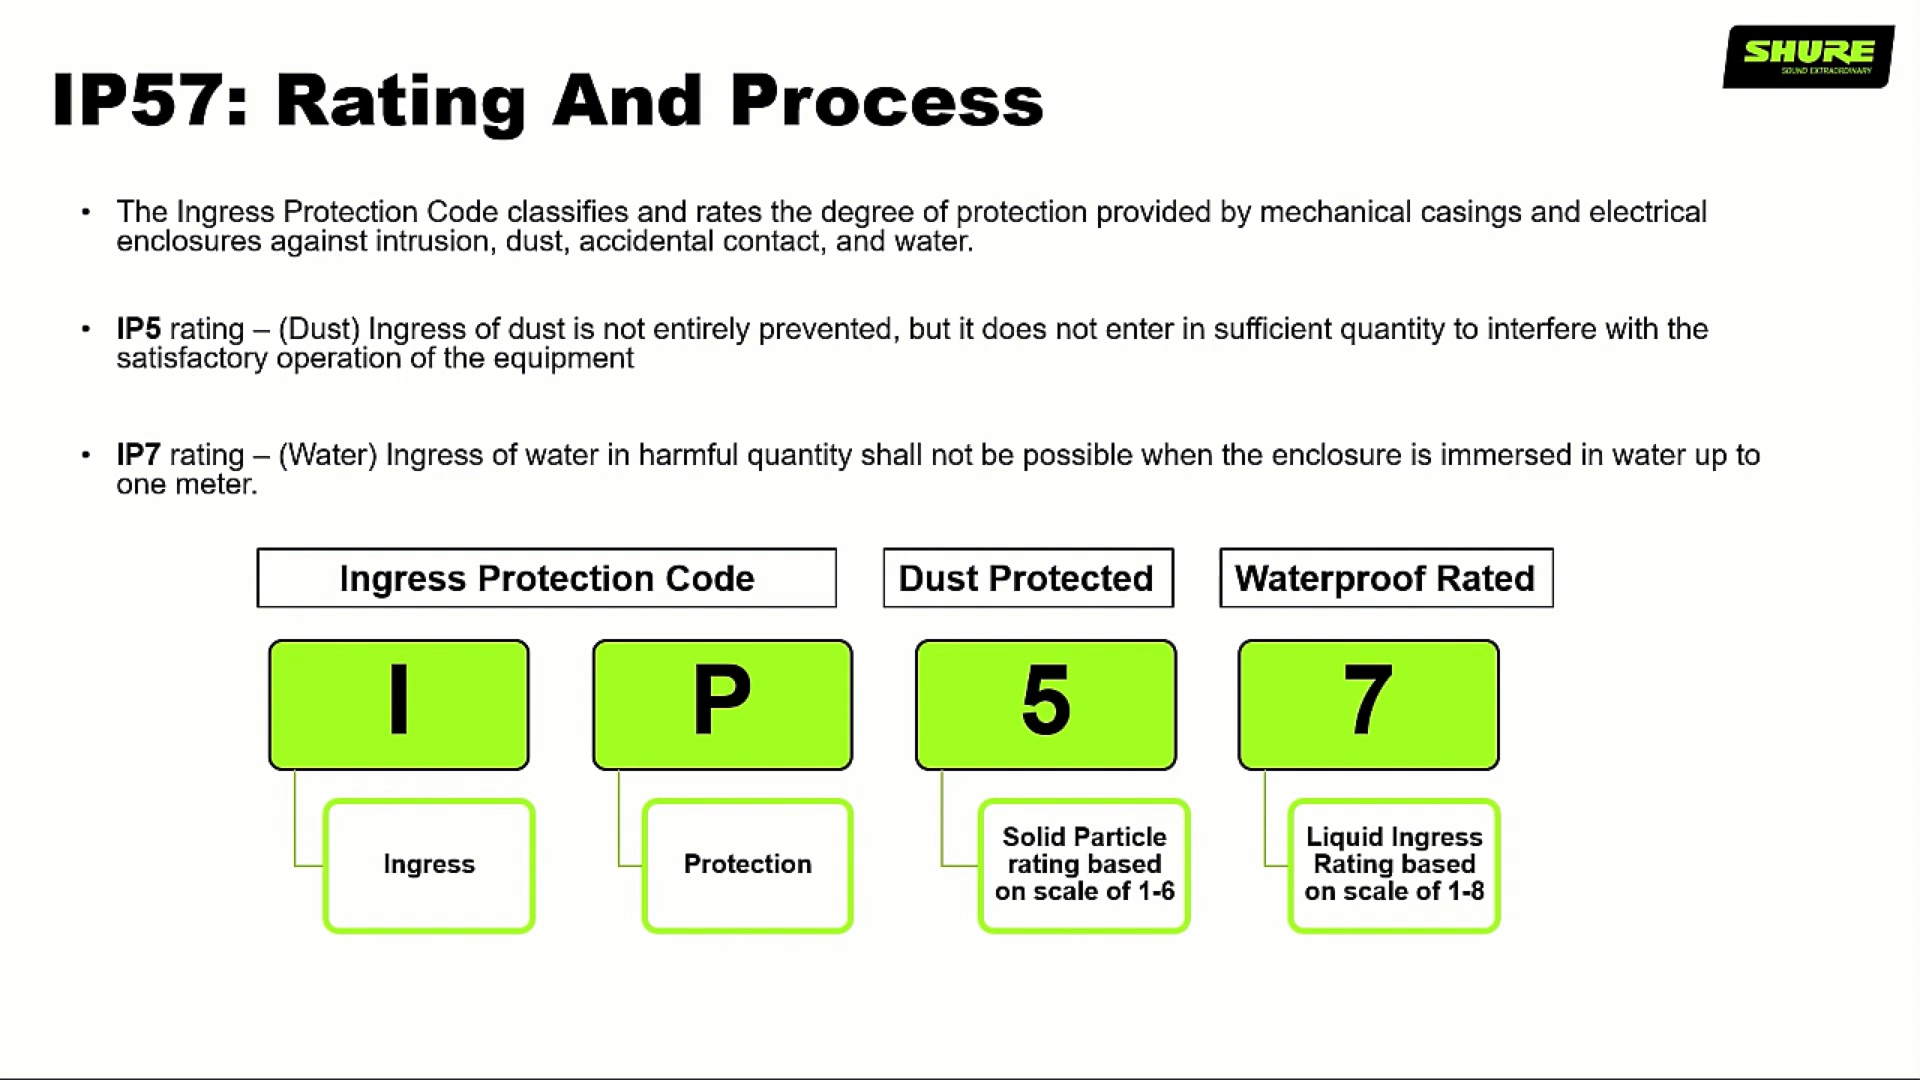 SHURE
SOUND EXTRAORDINARY
IP57: Rating And Process
• The Ingress Protection Code classifies and rates the degree of protection provided by mechanical casings and electrical
enclosures against intrusion, dust, accidental contact, and water.
• IP5 rating – (Dust) Ingress of dust is not entirely prevented, but it does not enter in sufficient quantity to interfere with the
satisfactory operation of the equipment
• IP7 rating – (Water) Ingress of water in harmful quantity shall not be possible when the enclosure is immersed in water up to
one meter.
Ingress Protection Code
Dust Protected
Waterproof Rated
I
P
5
7
Ingress
Protection
Solid Particle
rating based
on scale of 1-6
Liquid Ingress
Rating based
on scale of 1-8